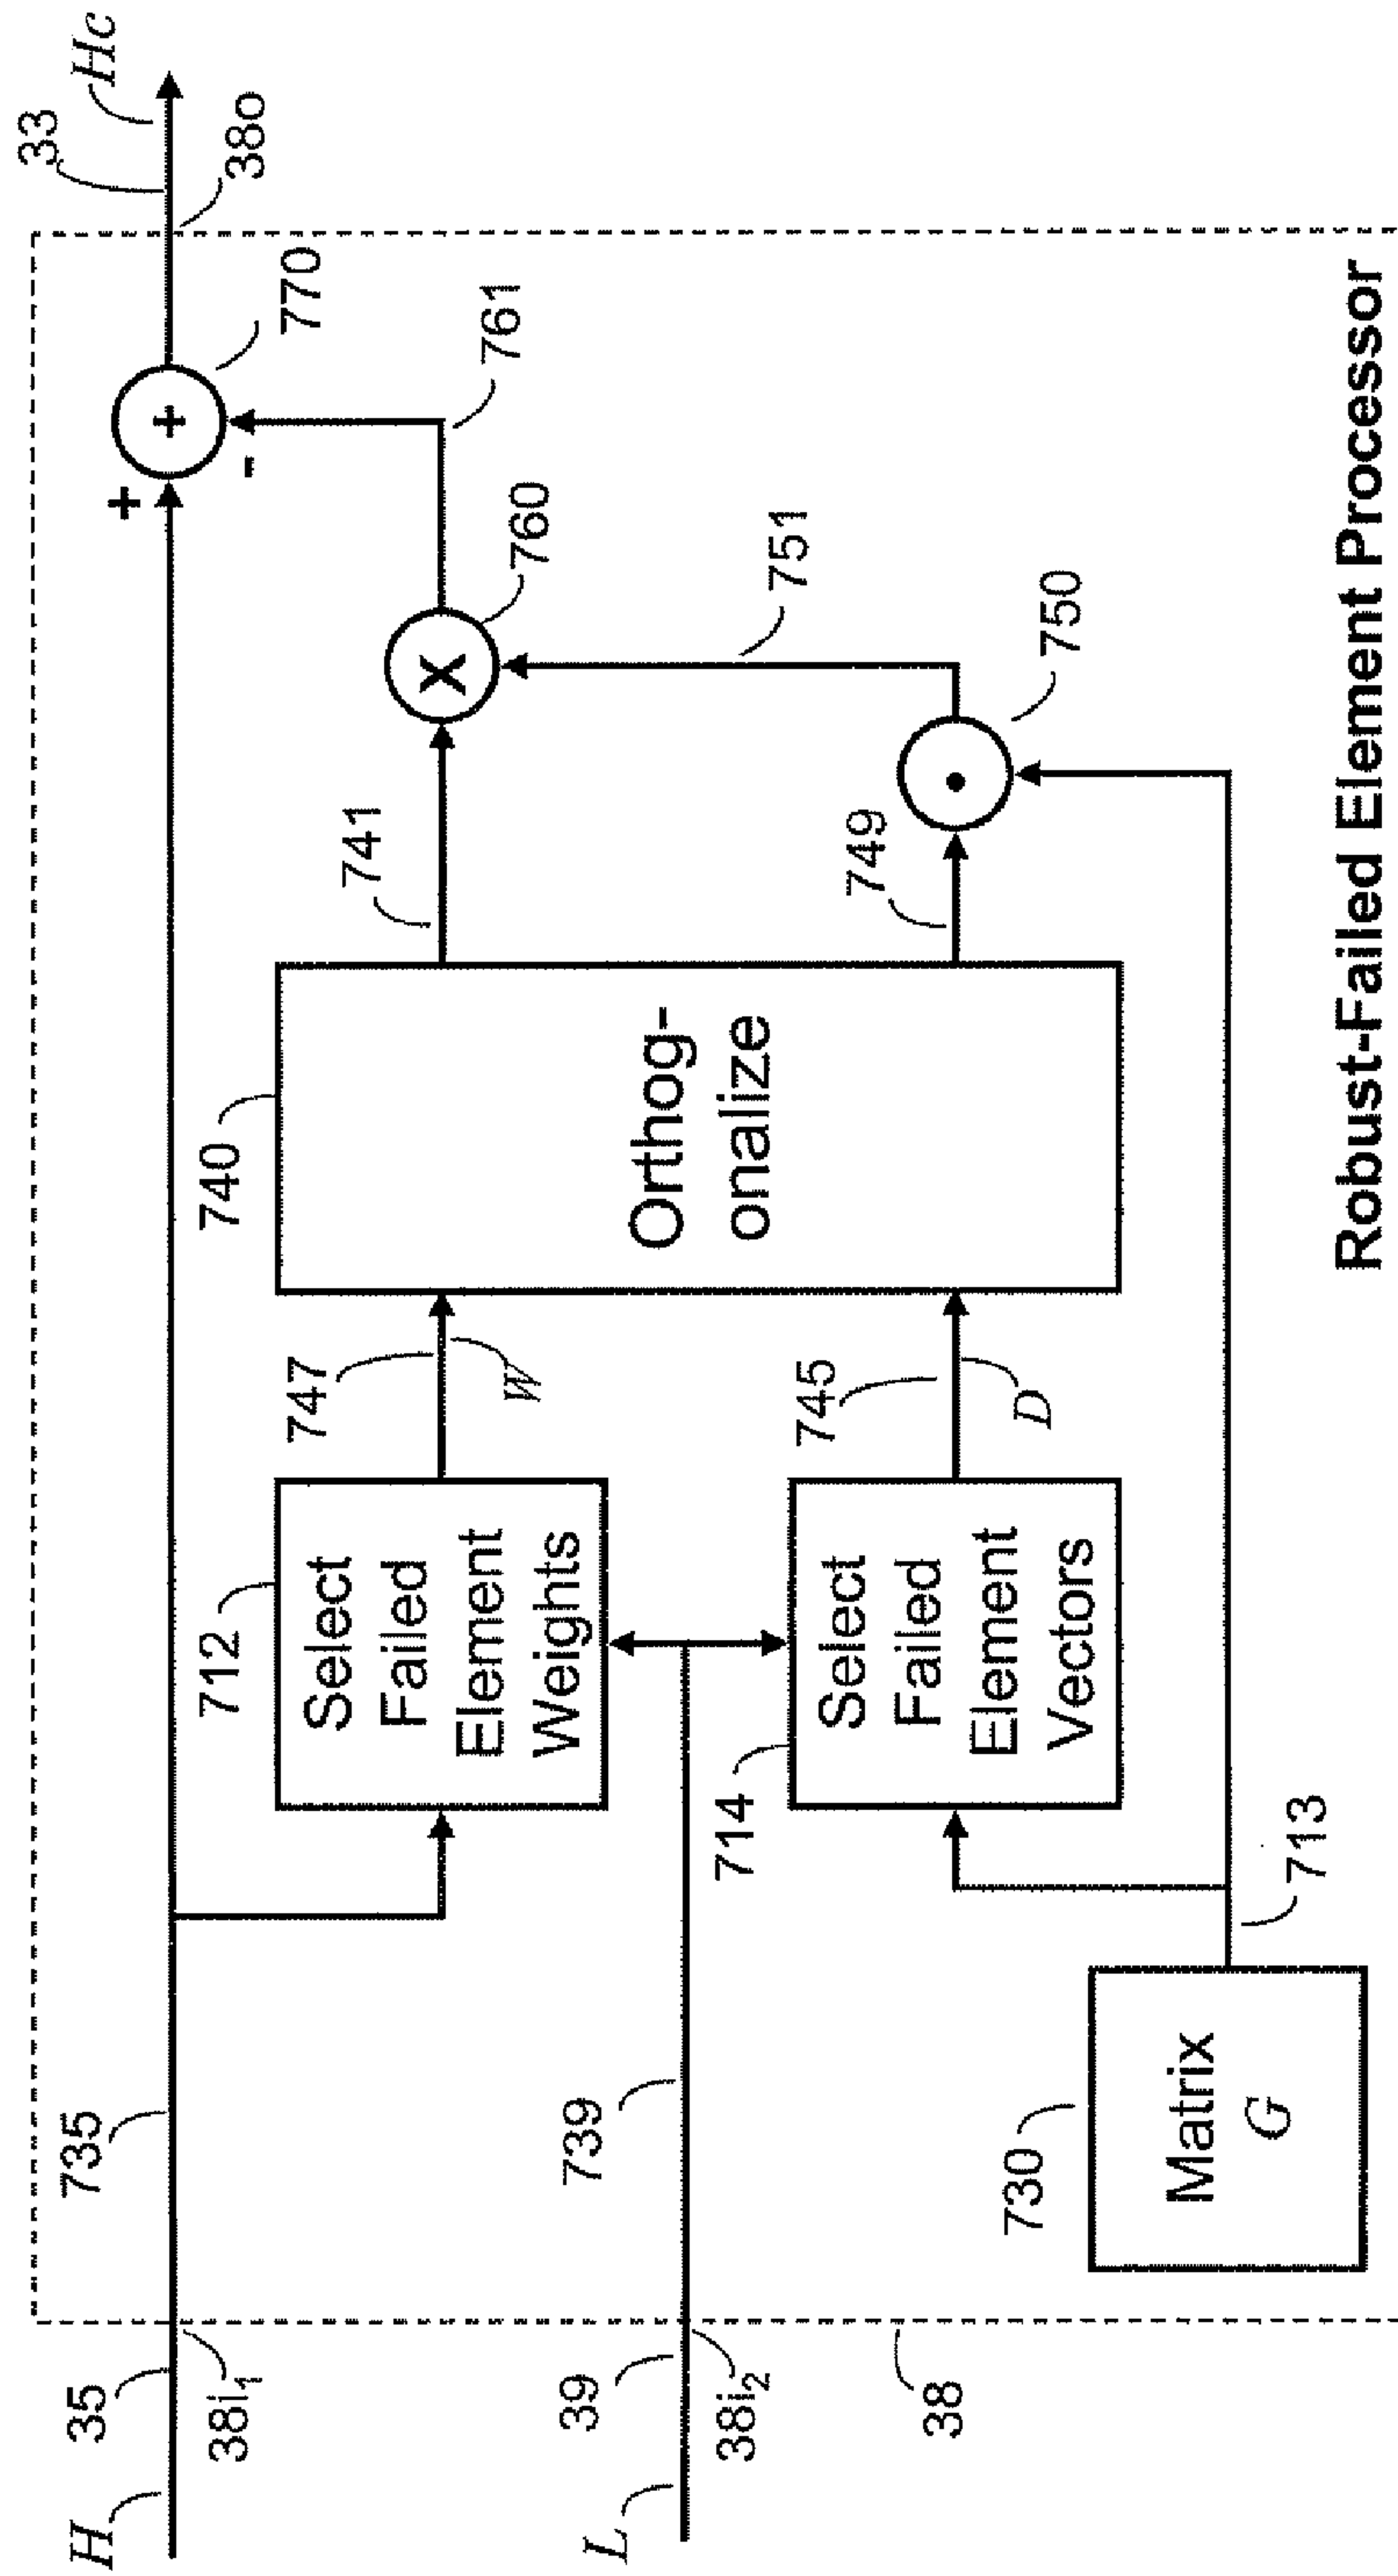 H
35
38i1
735
+
-
+
770
33
38o
Hc
712
Select
Failed
Element
Weights
747
W
740
Orthog-
onalize
741
X
760
761
L
39
38i2
739
714
Select
Failed
Element
Vectors
745
D
749
750
751
38
730
Matrix
G
713
Robust-Failed Element Processor